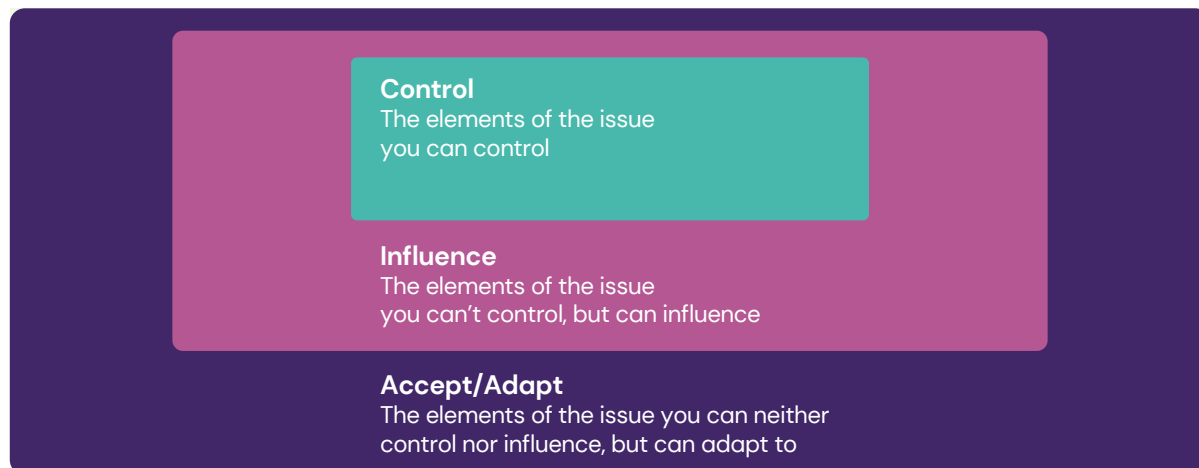 Control
The elements of the issue
you can control
Influence
The elements of the issue
you can’t control, but can influence
Accept/Adapt
The elements of the issue you can neither
control nor influence, but can adapt to